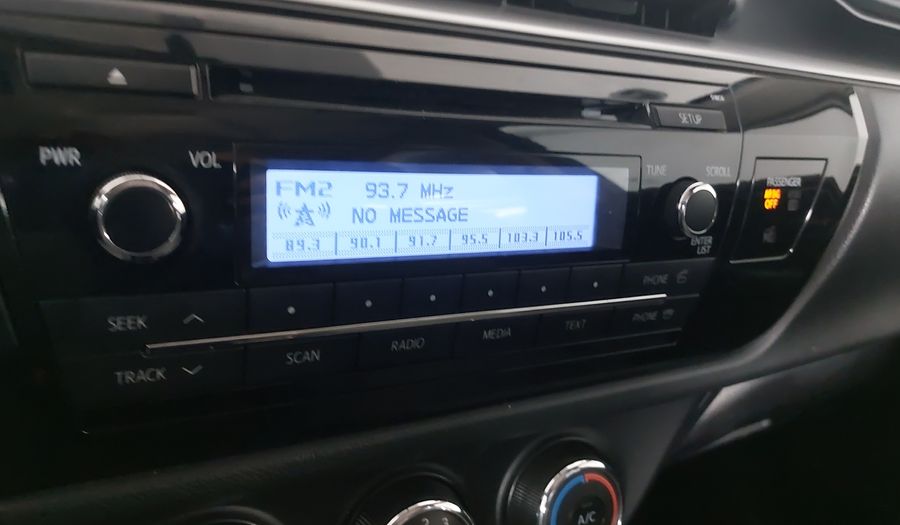 SETUP
PWR
VOL
TUNE
SCROLL
FM2 93.7 MHz
NO MESSAGE
89.3 90.1 91.7 95.5 103.3 105.5
ENTER
LIST
PASSENGER
OFF
PHONE
PHONE
SEEK
SCAN
RADIO
MEDIA
TEXT
TRACK
A/C